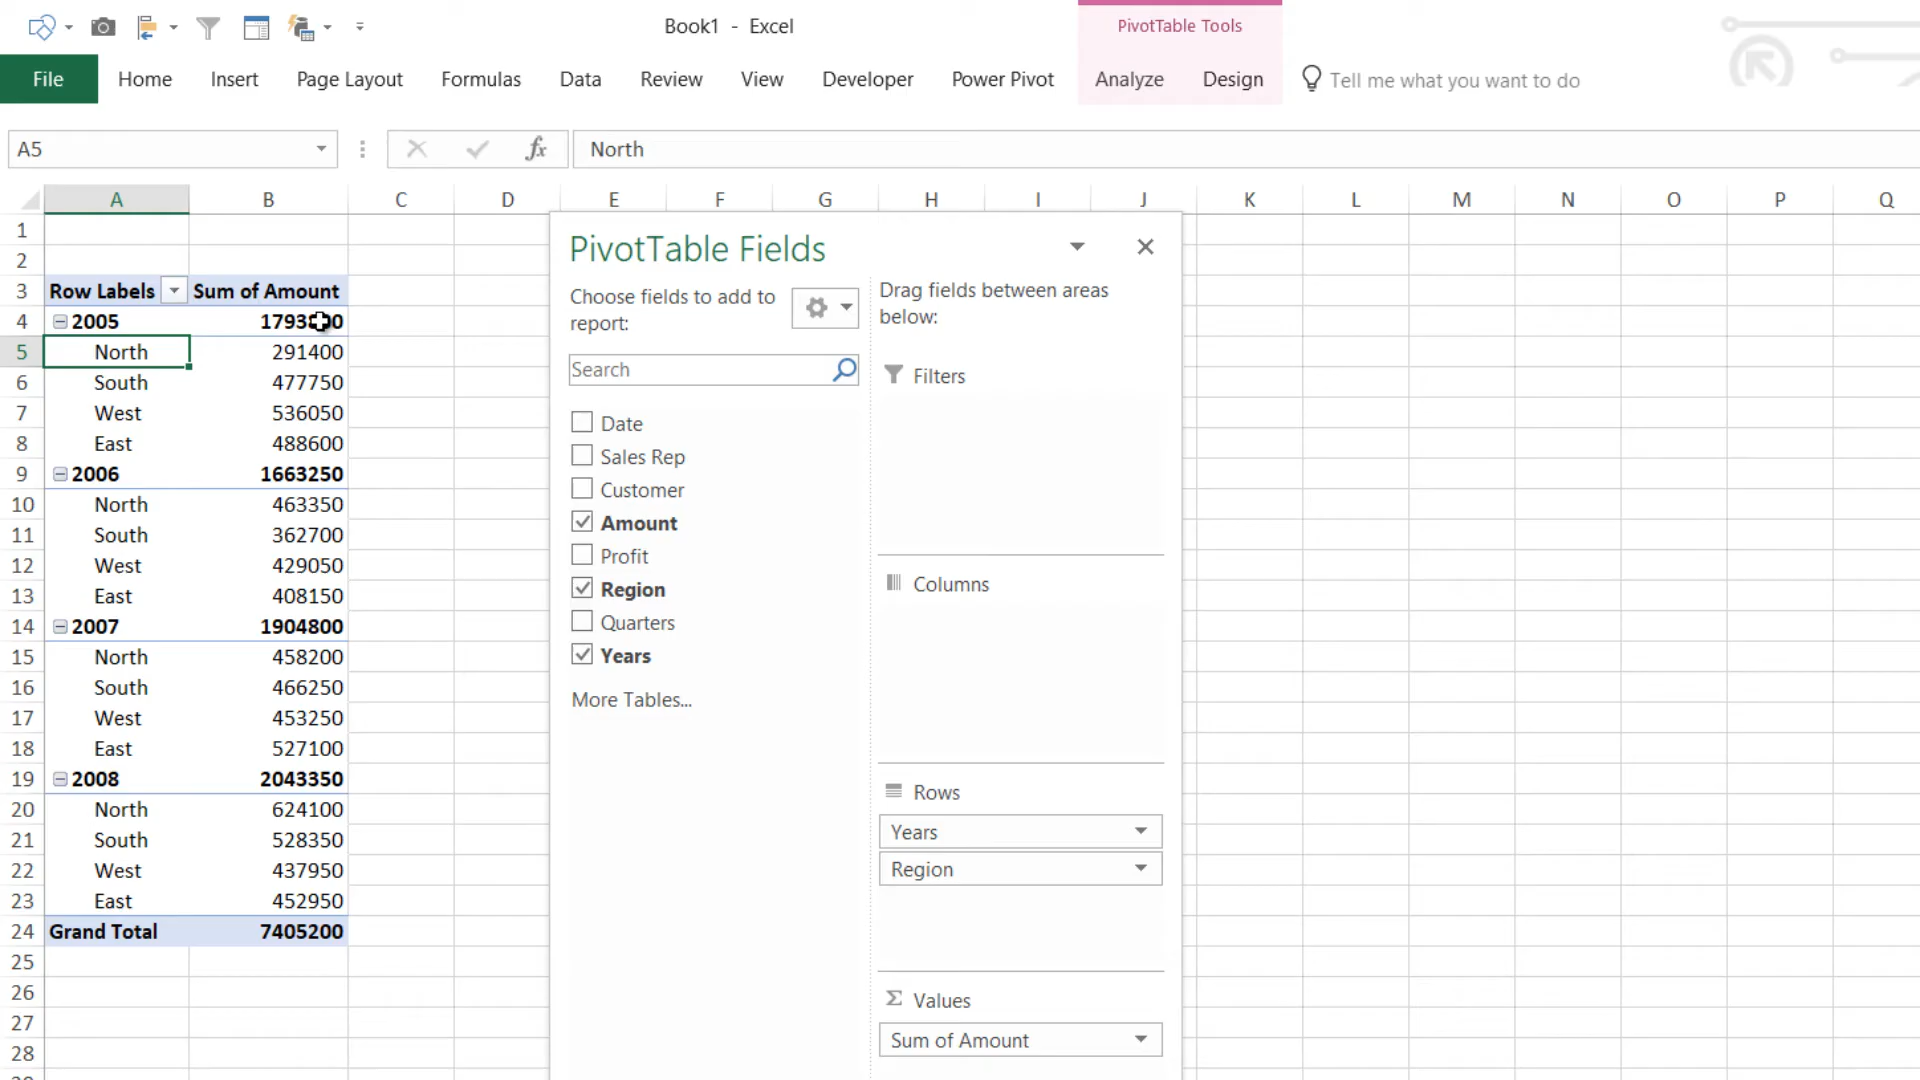 Book1 - Excel
PivotTable Tools
File Home Insert Page Layout Formulas Data Review View Developer Power Pivot Analyze Design Tell me what you want to do
A5 fx North
A B C D E F G H I J K L M N O P Q
1
2
3 Row Labels Sum of Amount
4 2005
5 North 291400
6 South 477750
7 West 536050
8 East 488600
9 2006 1663250
10 North 463350
11 South 362700
12 West 429050
13 East 408150
14 2007 1904800
15 North 458200
16 South 466250
17 West 453250
18 East 527100
19 2008 2043350
20 North 624100
21 South 528350
22 West 437950
23 East 452950
24 Grand Total 7405200
25
26
27
28
PivotTable Fields
Choose fields to add to
report:
Search
Date
Sales Rep
Customer
Amount
Profit
Region
Quarters
Years
More Tables...
Drag fields between areas
below:
Filters
Columns
Rows
Years
Region
Σ Values
Sum of Amount